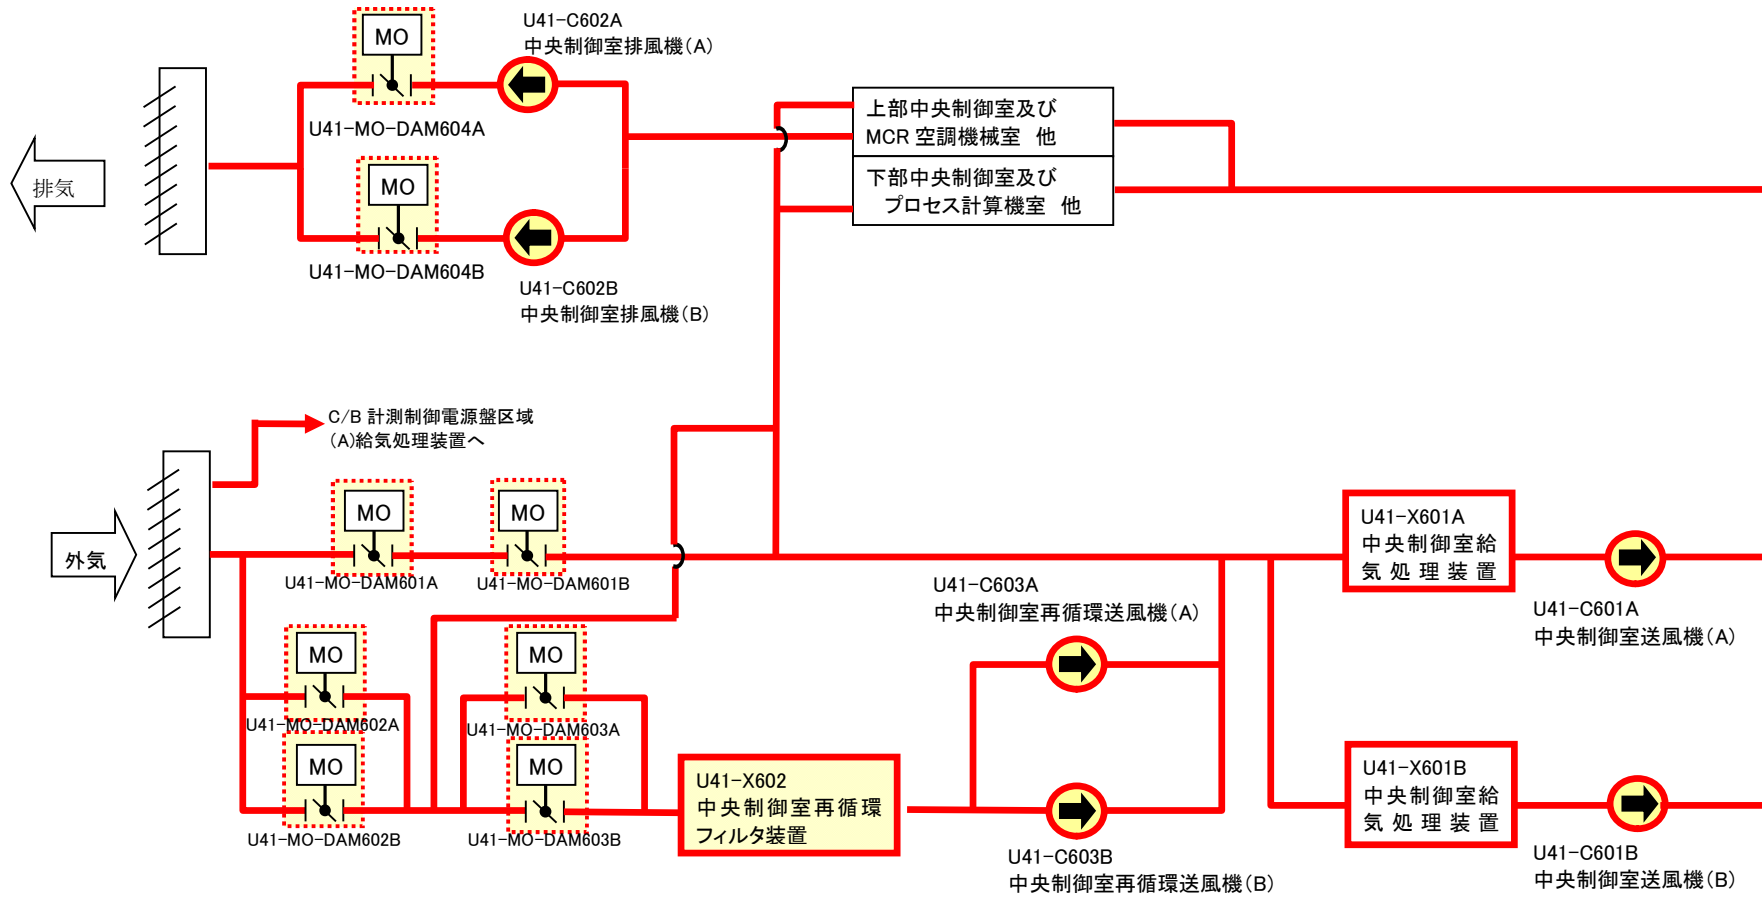 U41-C602A
中央制御室排風機(A)
MO
U41-MO-DAM604A
MO
U41-MO-DAM604B
U41-C602B
中央制御室排風機(B)
排気
上部中央制御室及び
MCR 空調機械室 他
下部中央制御室及び
プロセス計算機室 他
C/B 計測制御電源盤区域
(A)給気処理装置へ
外気
MO
U41-MO-DAM601A
MO
U41-MO-DAM601B
MO
U41-MO-DAM602A
MO
U41-MO-DAM602B
MO
U41-MO-DAM603A
MO
U41-MO-DAM603B
U41-X602
中央制御室再循環
フィルタ装置
U41-C603A
中央制御室再循環送風機(A)
U41-C603B
中央制御室再循環送風機(B)
U41-X601A
中央制御室給
気処理装置
U41-C601A
中央制御室送風機(A)
U41-X601B
中央制御室給
気処理装置
U41-C601B
中央制御室送風機(B)